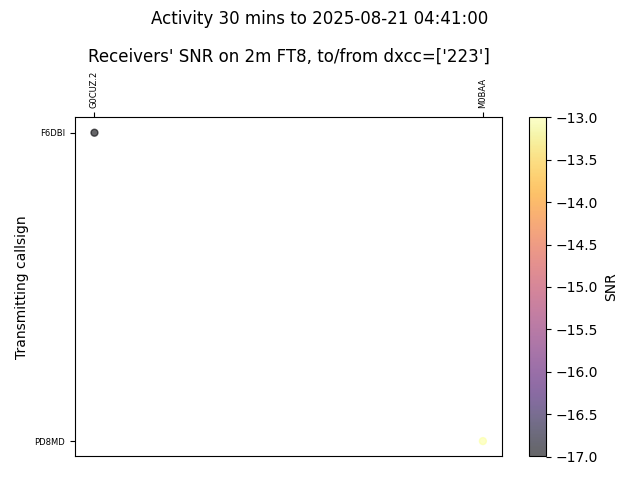 Activity 30 mins to 2025-08-21 04:41:00
Receivers' SNR on 2m FT8, to/from dxcc=['223']
G0CUZ.2
M0BAA
F6DBI
PD8MD
Transmitting callsign
−13.0
−13.5
−14.0
−14.5
−15.0
−15.5
−16.0
−16.5
−17.0
SNR